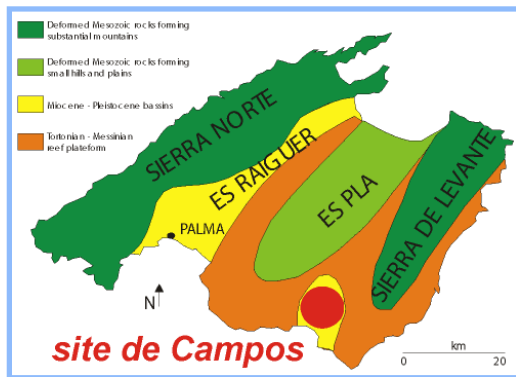 Deformed Mesozoic rocks forming
substantial mountains
Deformed Mesozoic rocks forming
small hills and plains
Miocene - Pleistocene bassins
Tortonian - Messinian
reef plateform
SIERRA NORTE
ES RAIGUER
ES PLA
SIERRA DE LEVANTE
PALMA
N
site de Campos
km
0 20